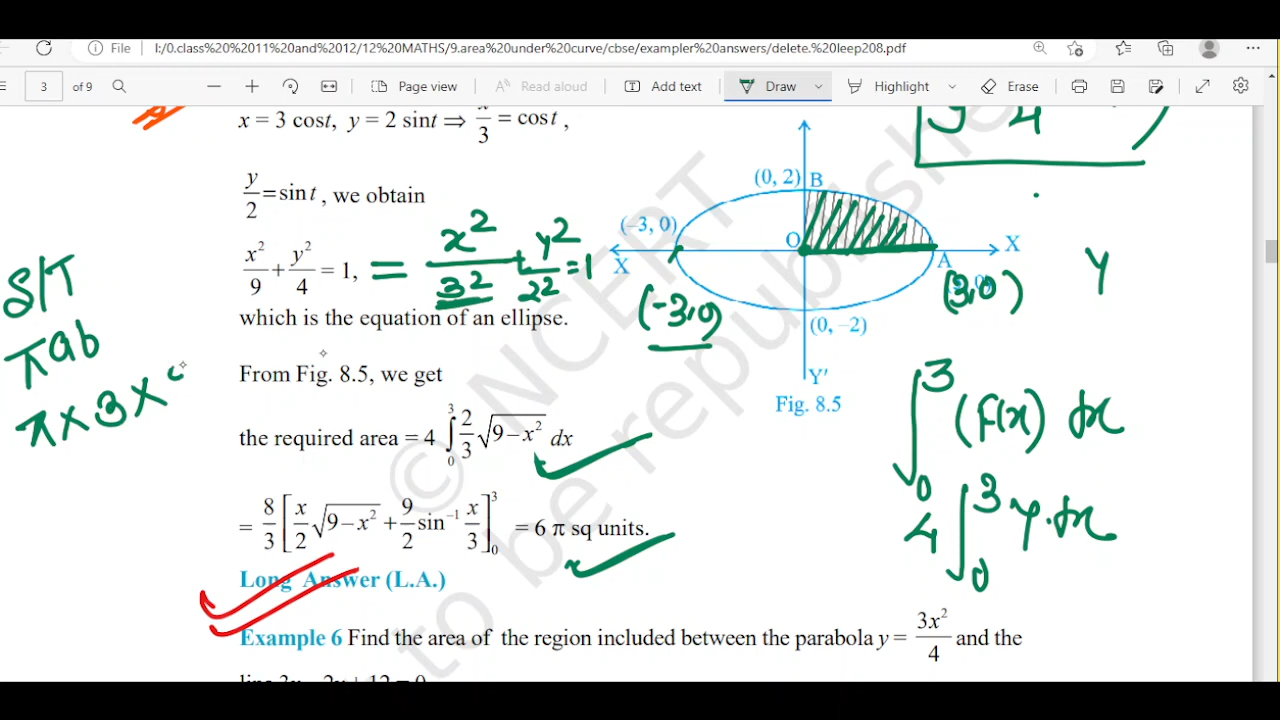 File | I:/0.class%20%2011%20and%2012/12%20MATHS/9.area%20under%20curve/cbse/exampler%20answers/delete.%20leep208.pdf
3 of 9 Page view Read aloud Add text Draw Highlight Erase
x = 3 cost, y = 2 sint ⇒ x/3 = cost ,
y/2 = sint , we obtain
x²/9 + y²/4 = 1, = x²/3² + y²/2² = 1
which is the equation of an ellipse.
From Fig. 8.5, we get
the required area = 4 ∫₀³ 2/3 √(9–x²) dx
= 8/3 [x/2 √(9–x²) + 9/2 sin⁻¹ x/3]₀³ = 6 π sq units.
Long Answer (L.A.)
Example 6 Find the area of the region included between the parabola y = 3x²/4 and the
line 3x – 2y + 12 = 0
S/T
πab
π x 3 x
(0, 2) B
(–3, 0)
O
X X
A
(-3,0) (3,0)
(0, –2)
Y′
Fig. 8.5
y
4
y
∫₀³ (f(x) dx
4 ∫₀³ y.dx
© NCERT
to be republished